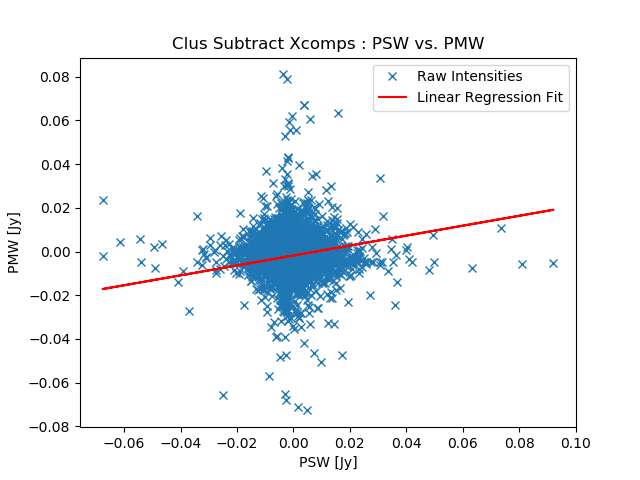 Clus Subtract Xcomps : PSW vs. PMW
Raw Intensities
Linear Regression Fit
PMW [Jy]
0.08
0.06
0.04
0.02
0.00
−0.02
−0.04
−0.06
−0.08
−0.06 −0.04 −0.02 0.00 0.02 0.04 0.06 0.08 0.10
PSW [Jy]